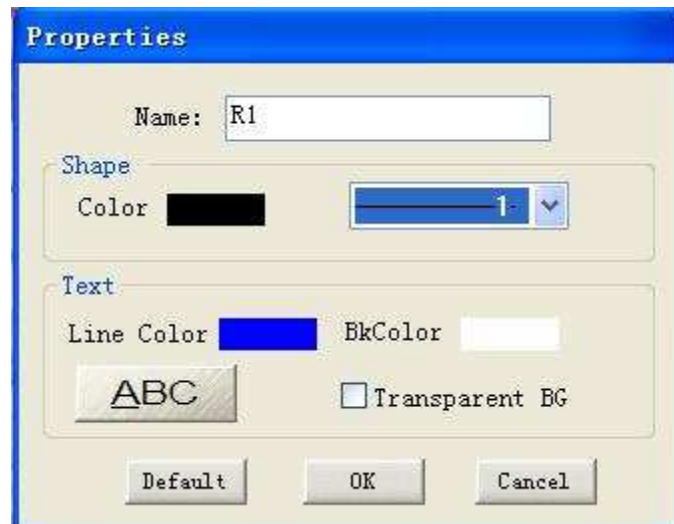 Properties
Name: R1
Shape
Color 1
Text
Line Color BkColor
ABC Transparent BG
Default OK Cancel